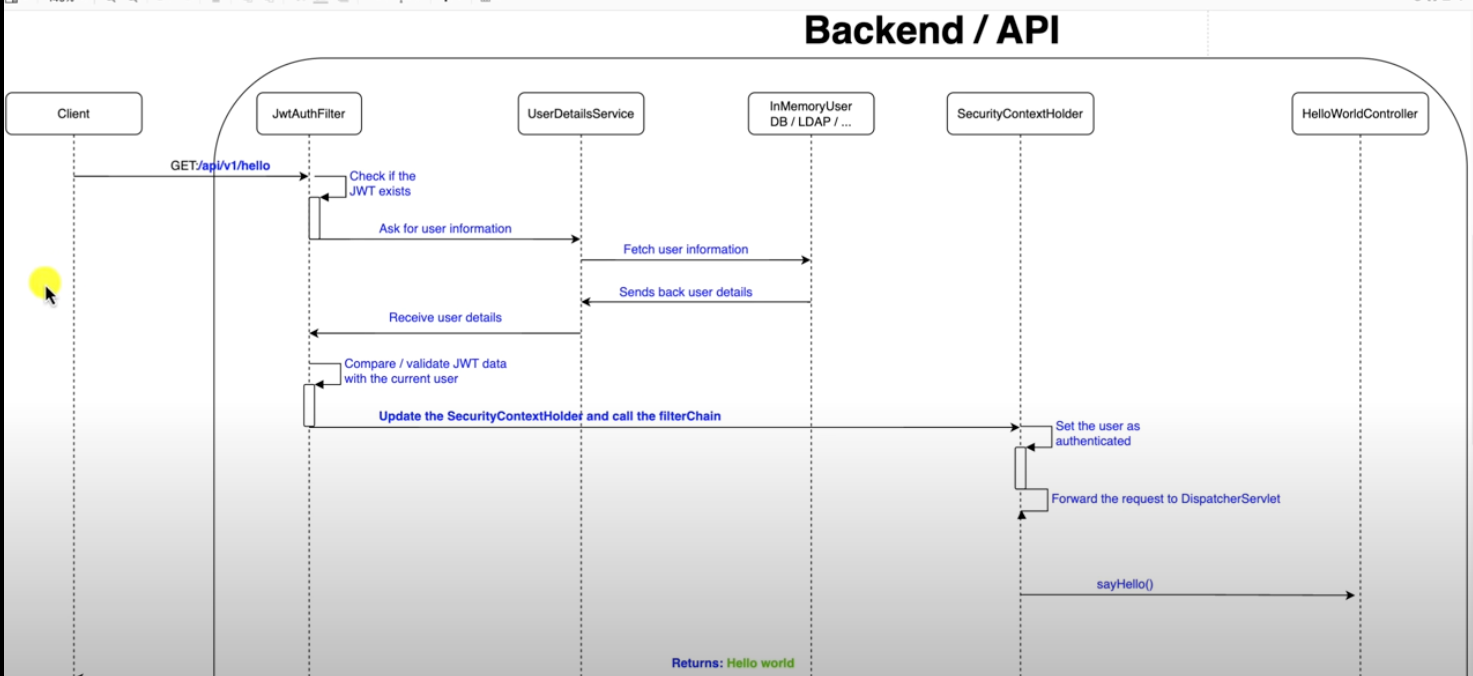 Backend / API
Client
JwtAuthFilter
UserDetailsService
InMemoryUser
DB / LDAP / ...
SecurityContextHolder
HelloWorldController
GET:/api/v1/hello
Check if the
JWT exists
Ask for user information
Fetch user information
Sends back user details
Receive user details
Compare / validate JWT data
with the current user
Update the SecurityContextHolder and call the filterChain
Set the user as
authenticated
Forward the request to DispatcherServlet
sayHello()
Returns: Hello world